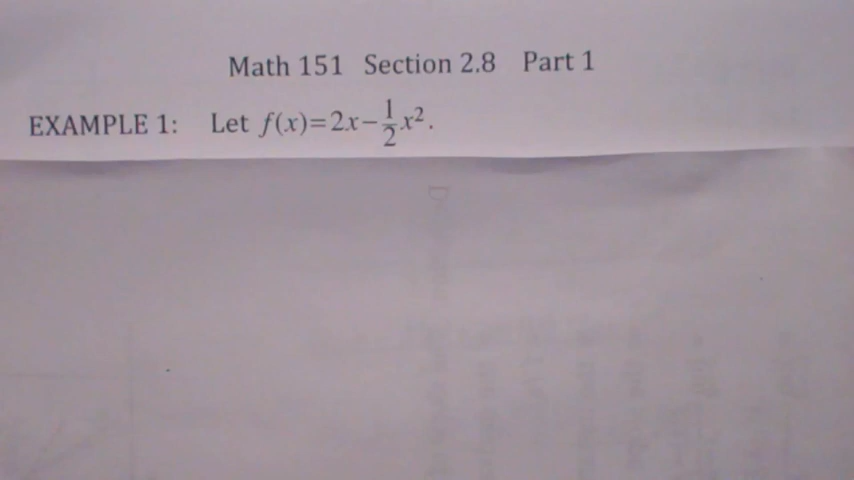 Math 151 Section 2.8 Part 1
EXAMPLE 1: Let f(x)=2x−½x².